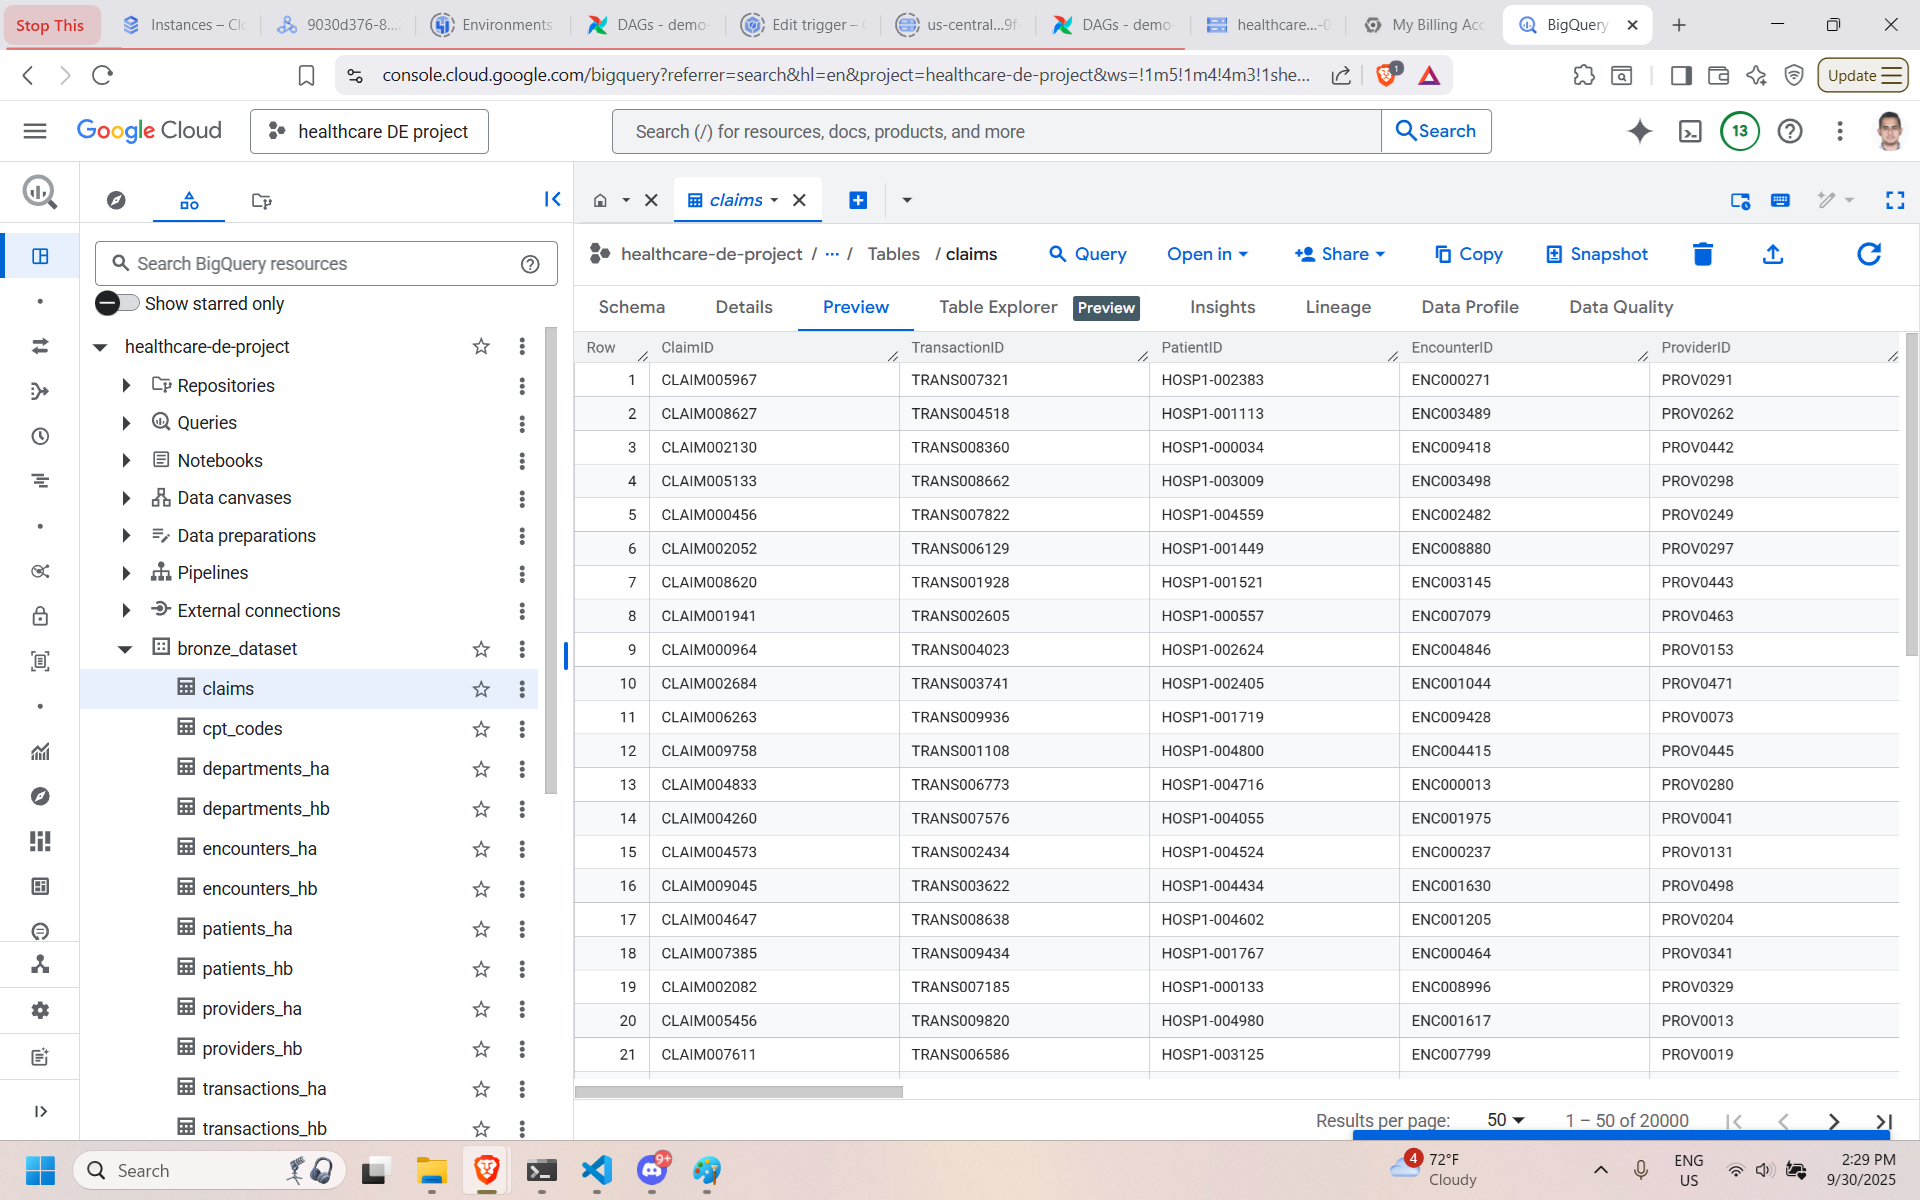 Stop This
Instances – Clo
9030d376-8...
Environments
DAGs - demo-
Edit trigger – C
us-central...9f
DAGs - demo-
healthcare...-0
My Billing Acc
BigQuery
console.cloud.google.com/bigquery?referrer=search&hl=en&project=healthcare-de-project&ws=!1m5!1m4!4m3!1she...
1
Update
Google Cloud
healthcare DE project
Search (/) for resources, docs, products, and more
Search
13
claims
Search BigQuery resources
Show starred only
healthcare-de-project
Repositories
Queries
Notebooks
Data canvases
Data preparations
Pipelines
External connections
bronze_dataset
claims
cpt_codes
departments_ha
departments_hb
encounters_ha
encounters_hb
patients_ha
patients_hb
providers_ha
providers_hb
transactions_ha
transactions_hb
healthcare-de-project / ··· / Tables / claims
Query
Open in
Share
Copy
Snapshot
Schema Details Preview Table Explorer Preview Insights Lineage Data Profile Data Quality
Row ClaimID TransactionID PatientID EncounterID ProviderID
1 CLAIM005967 TRANS007321 HOSP1-002383 ENC000271 PROV0291
2 CLAIM008627 TRANS004518 HOSP1-001113 ENC003489 PROV0262
3 CLAIM002130 TRANS008360 HOSP1-000034 ENC009418 PROV0442
4 CLAIM005133 TRANS008662 HOSP1-003009 ENC003498 PROV0298
5 CLAIM000456 TRANS007822 HOSP1-004559 ENC002482 PROV0249
6 CLAIM002052 TRANS006129 HOSP1-001449 ENC008880 PROV0297
7 CLAIM008620 TRANS001928 HOSP1-001521 ENC003145 PROV0443
8 CLAIM001941 TRANS002605 HOSP1-000557 ENC007079 PROV0463
9 CLAIM000964 TRANS004023 HOSP1-002624 ENC004846 PROV0153
10 CLAIM002684 TRANS003741 HOSP1-002405 ENC001044 PROV0471
11 CLAIM006263 TRANS009936 HOSP1-001719 ENC009428 PROV0073
12 CLAIM009758 TRANS001108 HOSP1-004800 ENC004415 PROV0445
13 CLAIM004833 TRANS006773 HOSP1-004716 ENC000013 PROV0280
14 CLAIM004260 TRANS007576 HOSP1-004055 ENC001975 PROV0041
15 CLAIM004573 TRANS002434 HOSP1-004524 ENC000237 PROV0131
16 CLAIM009045 TRANS003622 HOSP1-004434 ENC001630 PROV0498
17 CLAIM004647 TRANS008638 HOSP1-004602 ENC001205 PROV0204
18 CLAIM007385 TRANS009434 HOSP1-001767 ENC000464 PROV0341
19 CLAIM002082 TRANS007185 HOSP1-000133 ENC008996 PROV0329
20 CLAIM005456 TRANS009820 HOSP1-004980 ENC001617 PROV0013
21 CLAIM007611 TRANS006586 HOSP1-003125 ENC007799 PROV0019
Results per page: 50 1 – 50 of 20000
Search
9+
4
72°F
Cloudy
ENG
US
2:29 PM
9/30/2025